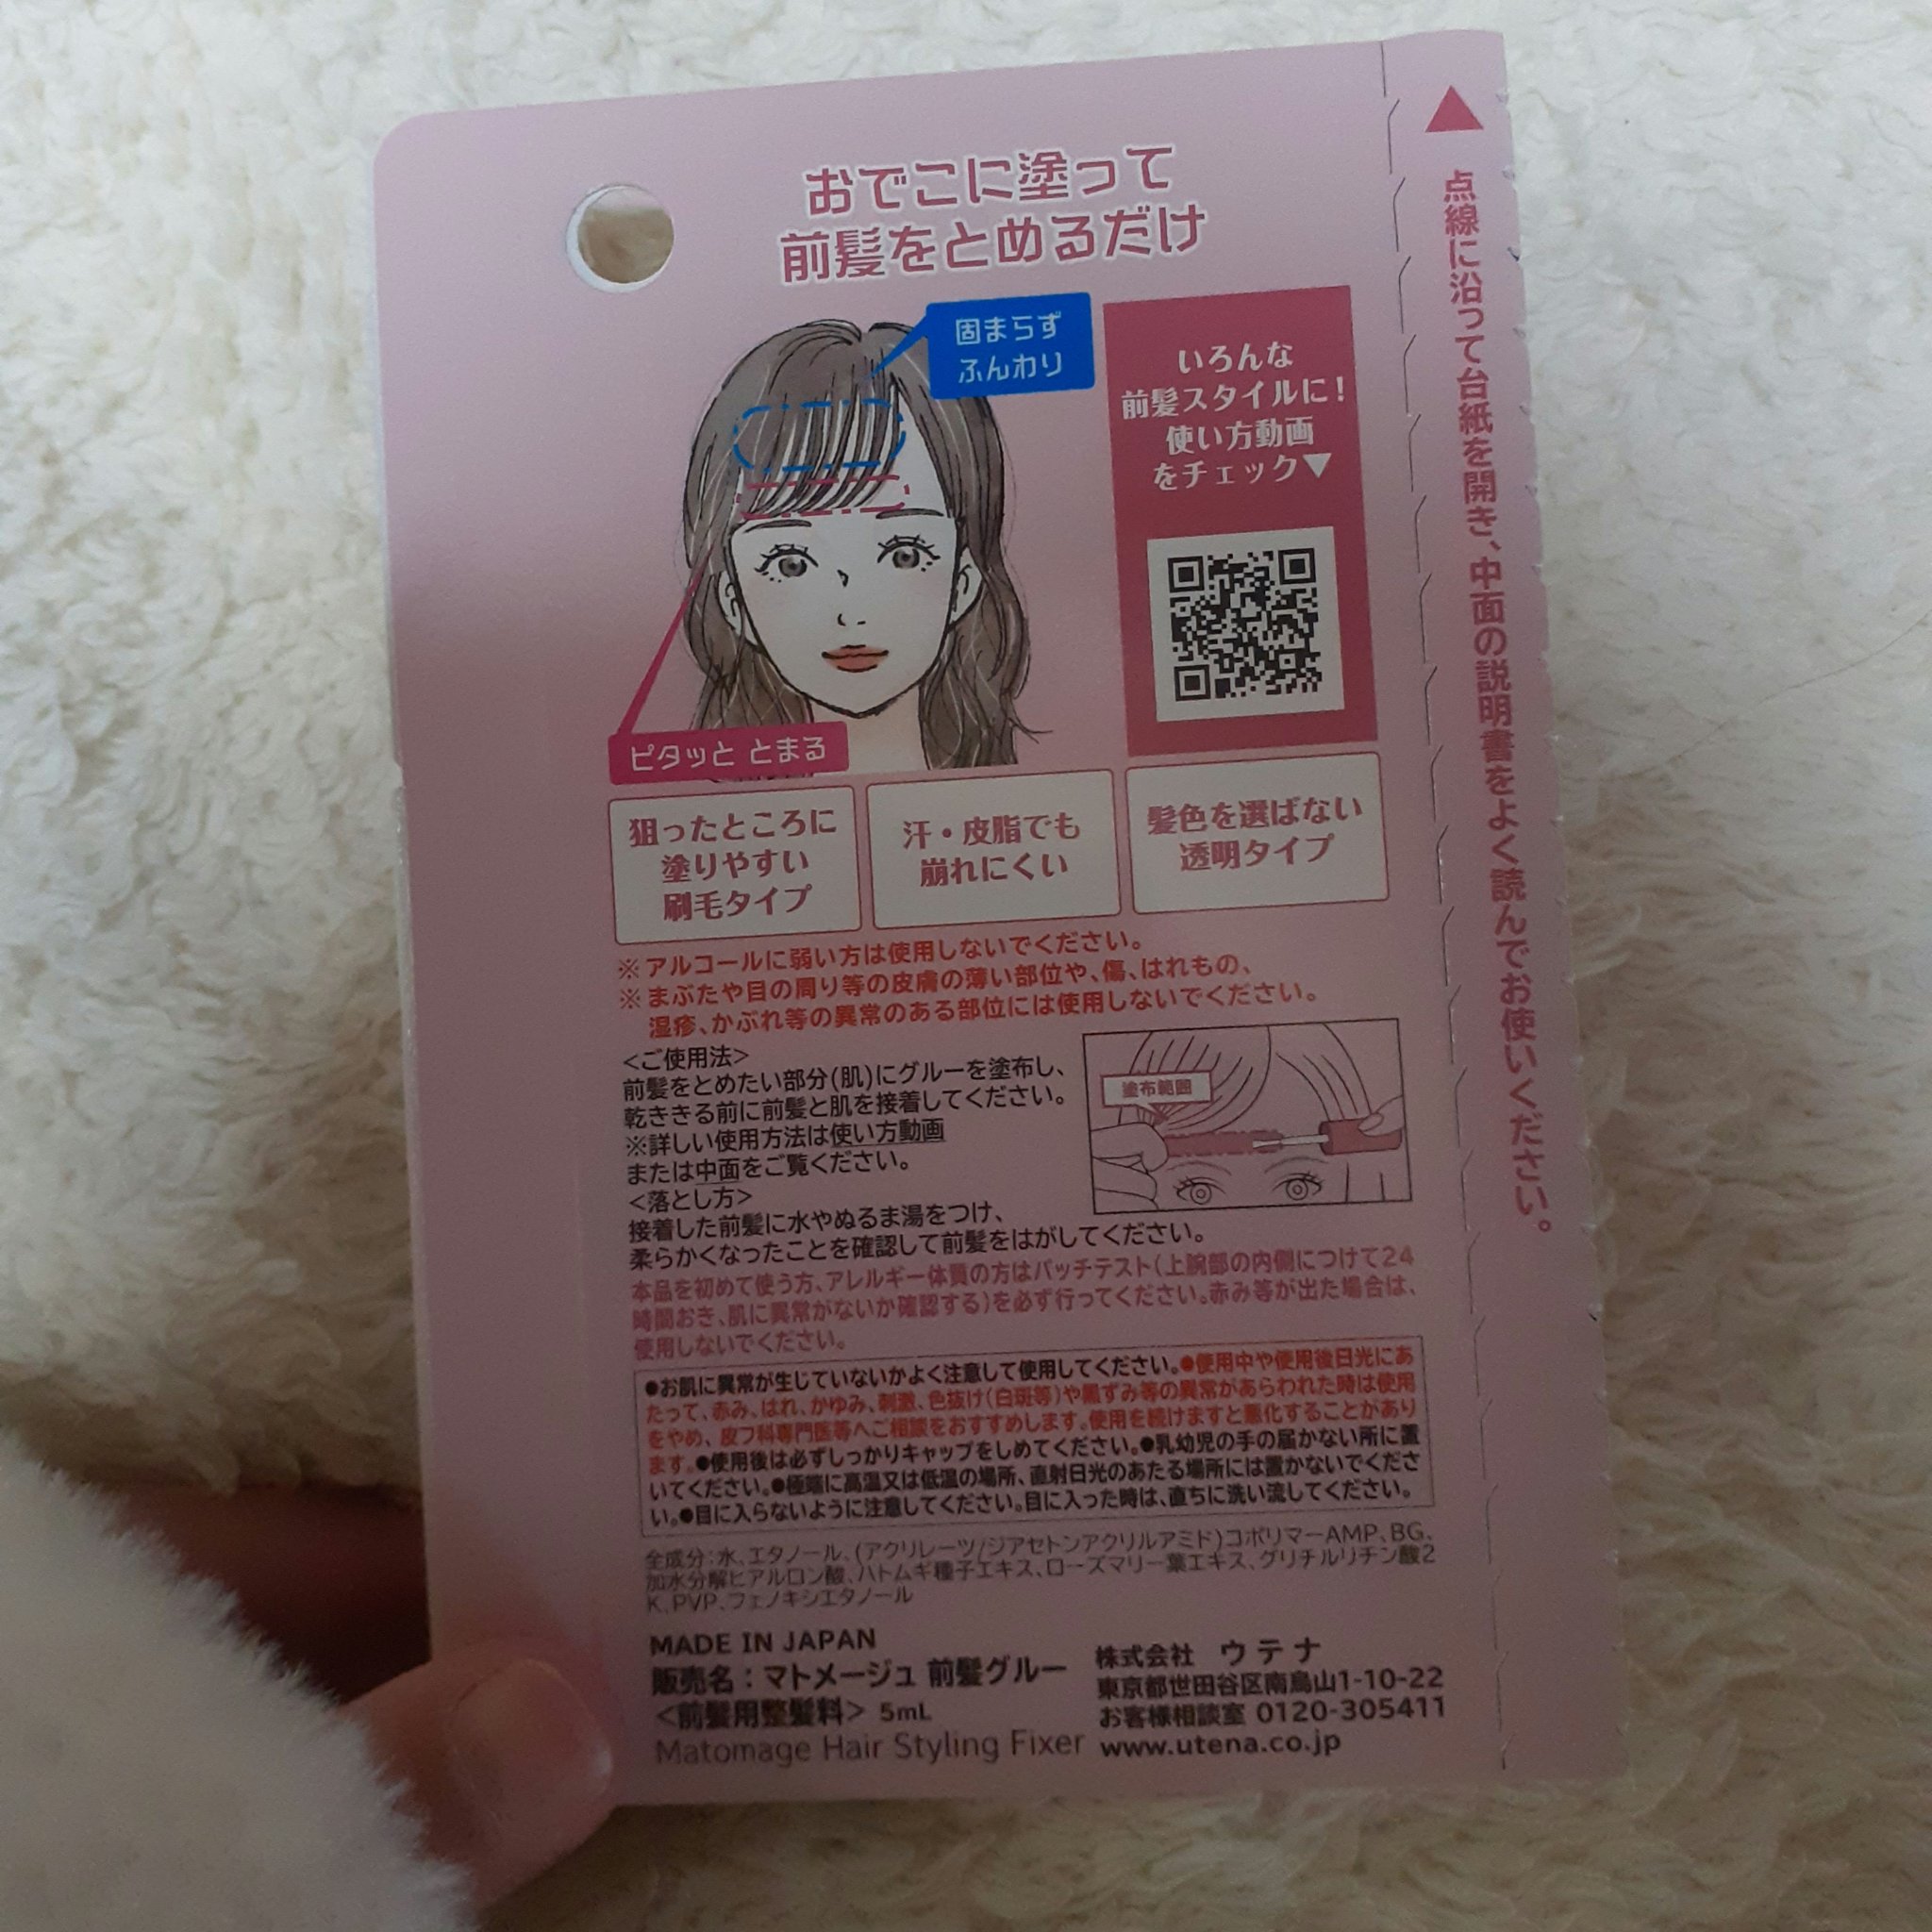 おでこに塗って
前髪をとめるだけ
固まらず
ふんわり
ピタッと とまる
いろんな
前髪スタイルに!
使い方動画
をチェック▼
狙ったところに
塗りやすい
刷毛タイプ
汗・皮脂でも
崩れにくい
髪色を選ばない
透明タイプ
※アルコールに弱い方は使用しないでください。
※まぶたや目の周り等の皮膚の薄い部位や、傷、はれもの、
湿疹、かぶれ等の異常のある部位には使用しないでください。
<ご使用法>
前髪をとめたい部分(肌)にグルーを塗布し、
乾ききる前に前髪と肌を接着してください。
※詳しい使用方法は使い方動画
または中面をご覧ください。
塗布範囲
<落とし方>
接着した前髪に水やぬるま湯をつけ、
柔らかくなったことを確認して前髪をはがしてください。
本品を初めて使う方、アレルギー体質の方はパッチテスト(上腕部の内側につけて24
時間おき、肌に異常がないか確認する)を必ず行ってください。赤み等が出た場合は、
使用しないでください。
●お肌に異常が生じていないかよく注意して使用してください。●使用中や使用後日光にあ
たって、赤み、はれ、かゆみ、刺激、色抜け(白斑等)や黒ずみ等の異常があらわれた時は使用
をやめ、皮フ科専門医等へご相談をおすすめします。使用を続けますと悪化することがあり
ます。●使用後は必ずしっかりキャップをしめてください。●乳幼児の手の届かない所に置
いてください。●極端に高温又は低温の場所、直射日光のあたる場所には置かないでくださ
い。●目に入らないように注意してください。目に入った時は、直ちに洗い流してください。
全成分:水、エタノール、(アクリレーツ/ジアセトンアクリルアミド)コポリマーAMP、BG、
加水分解ヒアルロン酸、ハトムギ種子エキス、ローズマリー葉エキス、グリチルリチン酸2
K、PVP、フェノキシエタノール
MADE IN JAPAN
販売名:マトメージュ 前髪グルー
<前髪用整髪料> 5mL
Matomage Hair Styling Fixer
株式会社 ウテナ
東京都世田谷区南烏山1-10-22
お客様相談室 0120-305411
www.utena.co.jp
▲点線に沿って台紙を開き、中面の説明書をよく読んでお使いください。